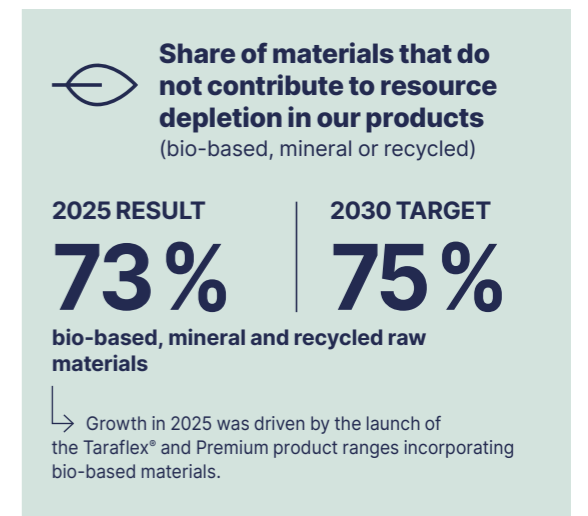 Share of materials that do
not contribute to resource
depletion in our products
(bio-based, mineral or recycled)
2025 RESULT
73 %
2030 TARGET
75 %
bio-based, mineral and recycled raw
materials
Growth in 2025 was driven by the launch of
the Taraflex® and Premium product ranges incorporating
bio-based materials.